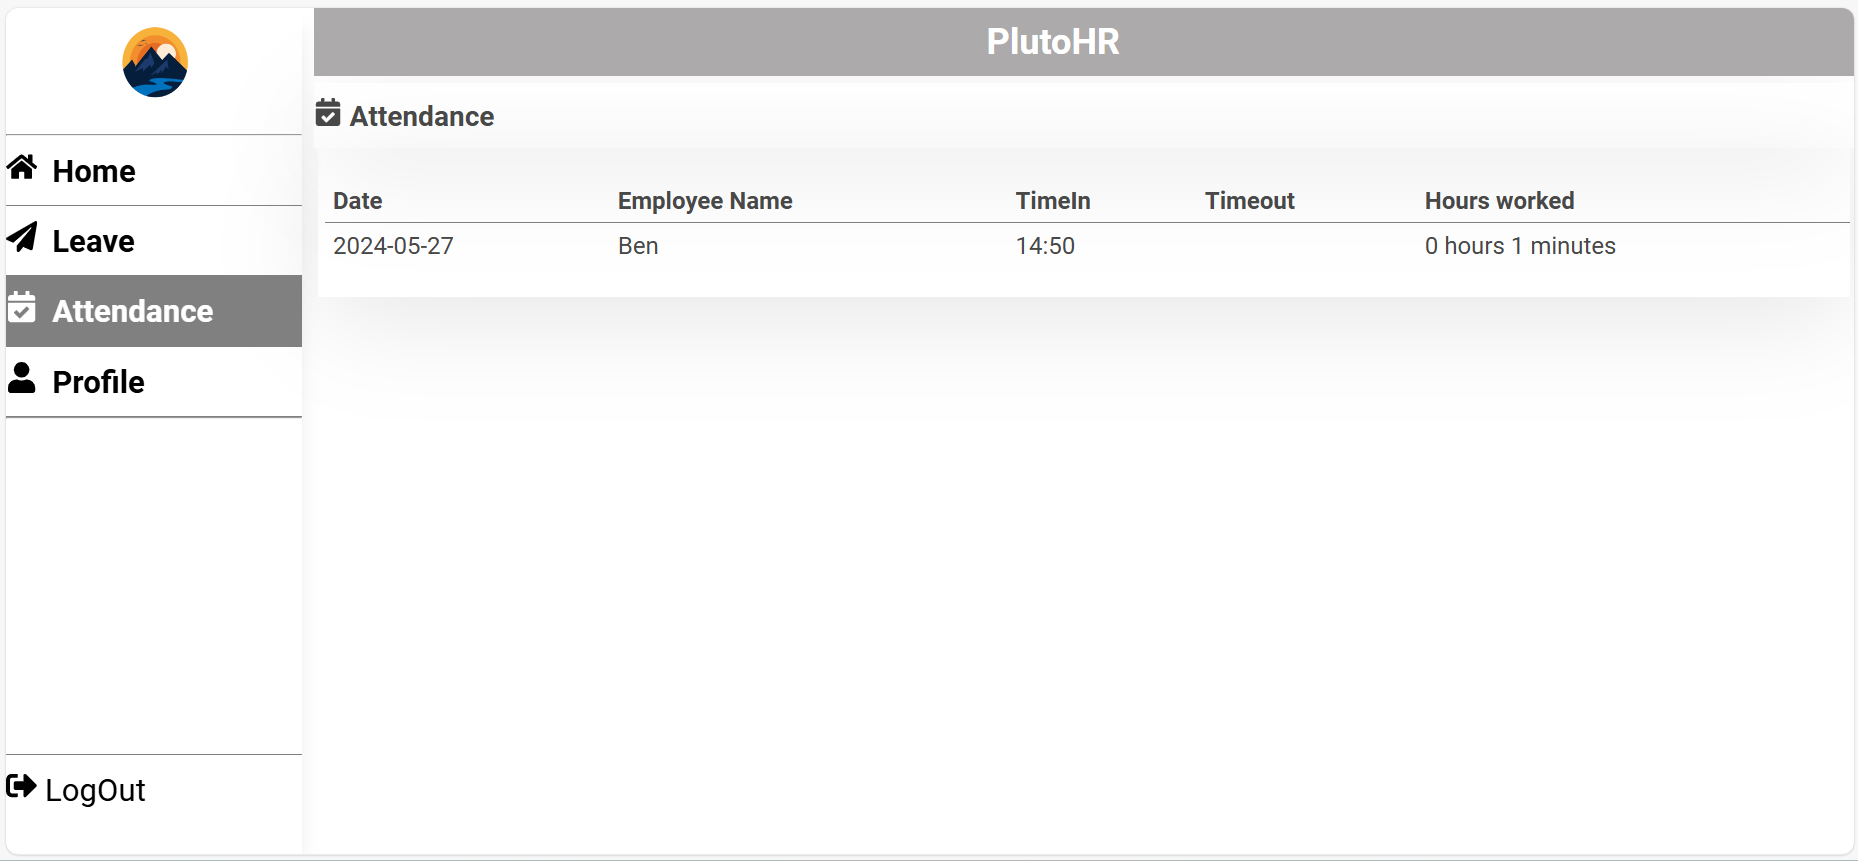 PlutoHR
Home
Leave
Attendance
Profile
LogOut
Attendance
Date Employee Name TimeIn Timeout Hours worked
2024-05-27 Ben 14:50 0 hours 1 minutes